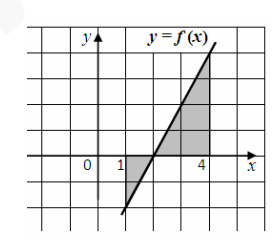 y y = f (x)
0 1 4 x